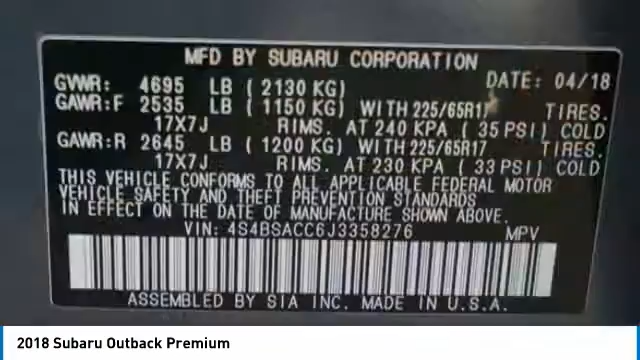 MFD BY SUBARU CORPORATION
GVWR: 4695 LB ( 2130 KG) DATE: 04/18
GAWR:F 2535 LB ( 1150 KG) WITH 225/65R17 TIRES.
17X7J RIMS. AT 240 KPA ( 35 PSI) COLD
GAWR:R 2645 LB ( 1200 KG) WITH 225/65R17 TIRES.
17X7J RIMS. AT 230 KPA ( 33 PSI) COLD
THIS VEHICLE CONFORMS TO ALL APPLICABLE FEDERAL MOTOR
VEHICLE SAFETY AND THEFT PREVENTION STANDARDS
IN EFFECT ON THE DATE OF MANUFACTURE SHOWN ABOVE.
VIN: 4S4BSACC6J3358276 MPV
ASSEMBLED BY SIA INC. MADE IN U.S.A.
2018 Subaru Outback Premium